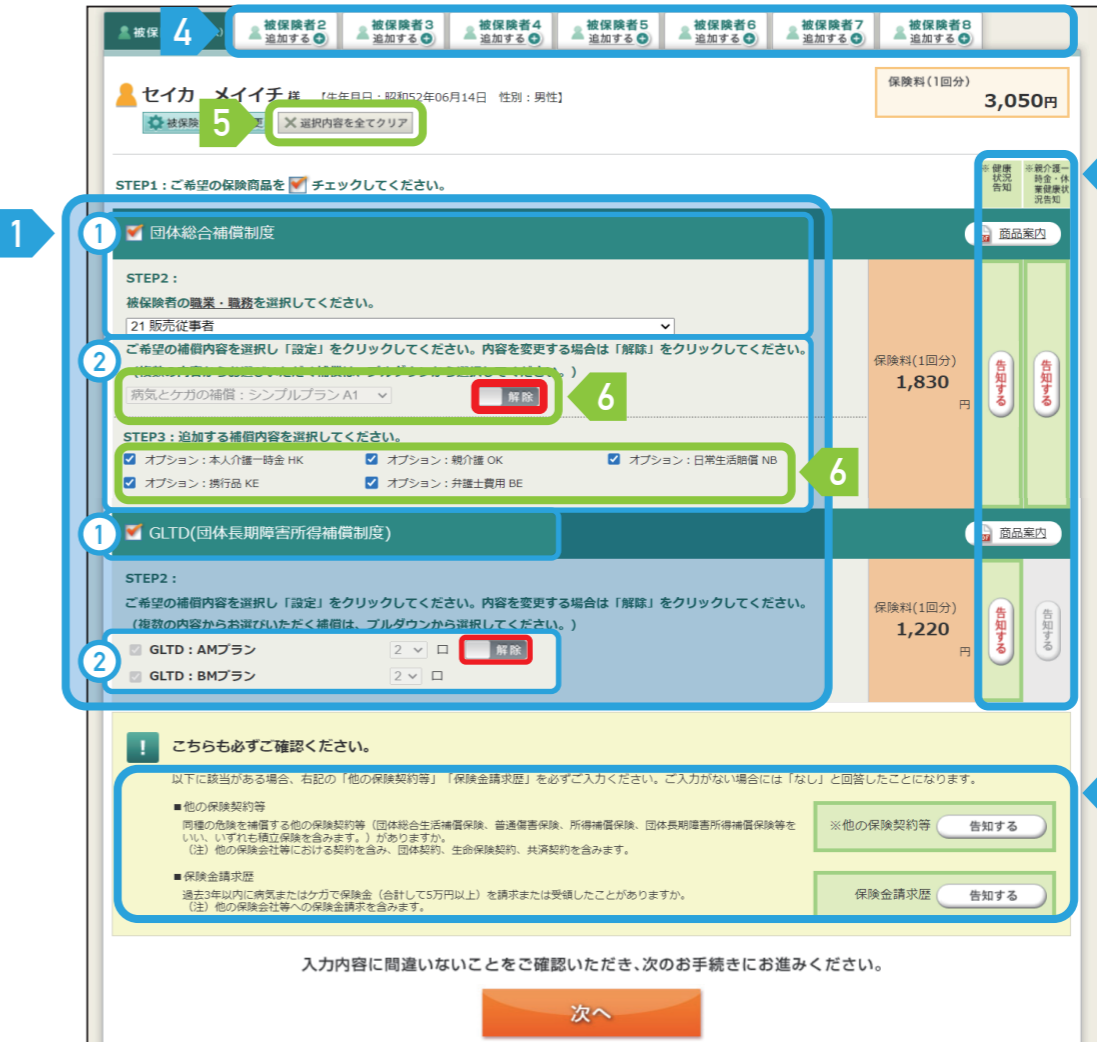 4
被保
被保険者2
追加する
被保険者3
追加する
被保険者4
追加する
被保険者5
追加する
被保険者6
追加する
被保険者7
追加する
被保険者8
追加する
セイカ メイイチ 様 【生年月日：昭和52年06月14日 性別：男性】
保険料(1回分)
3,050円
被保険
更
5
選択内容を全てクリア
STEP1：ご希望の保険商品を チェックしてください。
※健康状況告知
※親介護一時金・休業健康状況告知
1
① 団体総合補償制度
商品案内
STEP2：
被保険者の職業・職務を選択してください。
21 販売従事者
② ご希望の補償内容を選択し「設定」をクリックしてください。内容を変更する場合は「解除」をクリックしてください。
病気とケガの補償：シンプルプラン A1
解除
6
保険料(1回分)
1,830
円
告知する
告知する
STEP3：追加する補償内容を選択してください。
オプション：本人介護一時金 HK オプション：親介護 OK オプション：日常生活賠償 NB
オプション：携行品 KE オプション：弁護士費用 BE
6
① GLTD(団体長期障害所得補償制度)
商品案内
STEP2：
ご希望の補償内容を選択し「設定」をクリックしてください。内容を変更する場合は「解除」をクリックしてください。
（複数の内容からお選びいただく補償は、プルダウンから選択してください。）
② GLTD：AMプラン 2 口 解除
GLTD：BMプラン 2 口
保険料(1回分)
1,220
円
告知する
告知する
! こちらも必ずご確認ください。
以下に該当がある場合、右記の「他の保険契約等」「保険金請求歴」を必ずご入力ください。ご入力がない場合には「なし」と回答したことになります。
■他の保険契約等
同種の危険を補償する他の保険契約等（団体総合生活補償保険、普通傷害保険、所得補償保険、団体長期障害所得補償保険等を
いい、いずれも積立保険を含みます。）がありますか。
（注）他の保険会社等における契約を含み、団体契約、生命保険契約、共済契約を含みます。
※他の保険契約等 告知する
■保険金請求歴
過去3年以内に病気またはケガで保険金（合計して5万円以上）を請求または受領したことがありますか。
（注）他の保険会社等への保険金請求を含みます。
保険金請求歴 告知する
入力内容に間違いないことをご確認いただき､次のお手続きにお進みください。
次へ